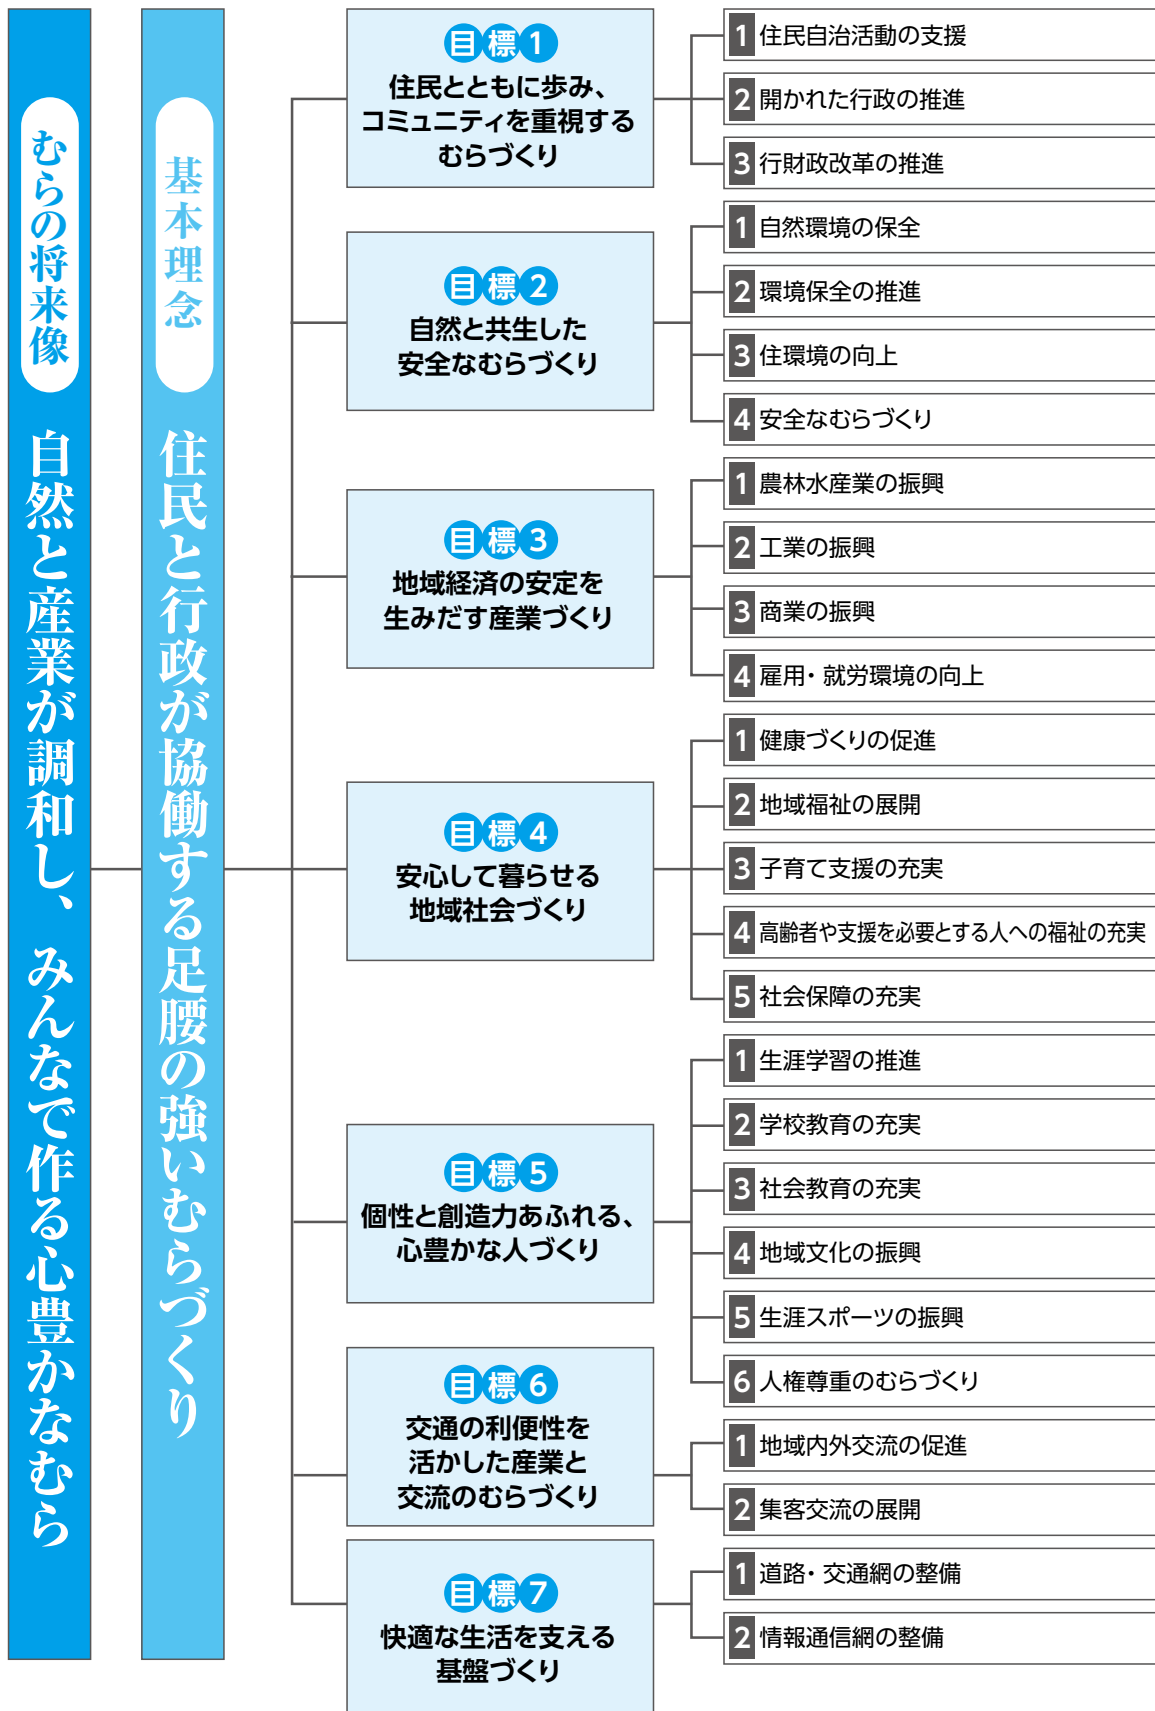 むらの将来像
自然と産業が調和し、みんなで作る心豊かなむら
基本理念
住民と行政が協働する足腰の強いむらづくり
目標1
住民とともに歩み、
コミュニティを重視する
むらづくり
1 住民自治活動の支援
2 開かれた行政の推進
3 行財政改革の推進
目標2
自然と共生した
安全なむらづくり
1 自然環境の保全
2 環境保全の推進
3 住環境の向上
4 安全なむらづくり
目標3
地域経済の安定を
生みだす産業づくり
1 農林水産業の振興
2 工業の振興
3 商業の振興
4 雇用・就労環境の向上
目標4
安心して暮らせる
地域社会づくり
1 健康づくりの促進
2 地域福祉の展開
3 子育て支援の充実
4 高齢者や支援を必要とする人への福祉の充実
5 社会保障の充実
目標5
個性と創造力あふれる、
心豊かな人づくり
1 生涯学習の推進
2 学校教育の充実
3 社会教育の充実
4 地域文化の振興
5 生涯スポーツの振興
6 人権尊重のむらづくり
目標6
交通の利便性を
活かした産業と
交流のむらづくり
1 地域内外交流の促進
2 集客交流の展開
目標7
快適な生活を支える
基盤づくり
1 道路・交通網の整備
2 情報通信網の整備